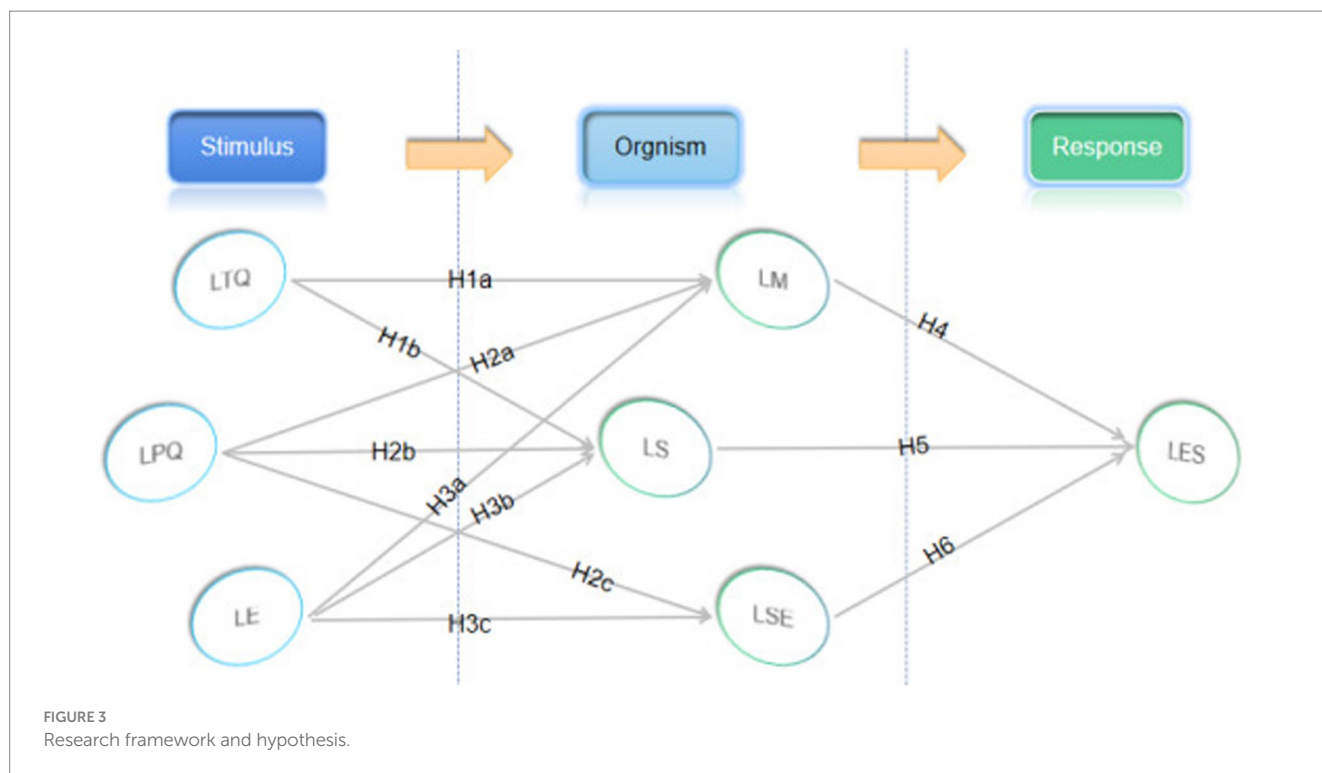 Stimulus
Orgnism
Response
LTQ
H1a
LM
H1b
H2a
H4
LPQ
H2b
LS
H5
LES
H3a
H3b
H2c
H6
LE
H3c
LSE
FIGURE 3
Research framework and hypothesis.